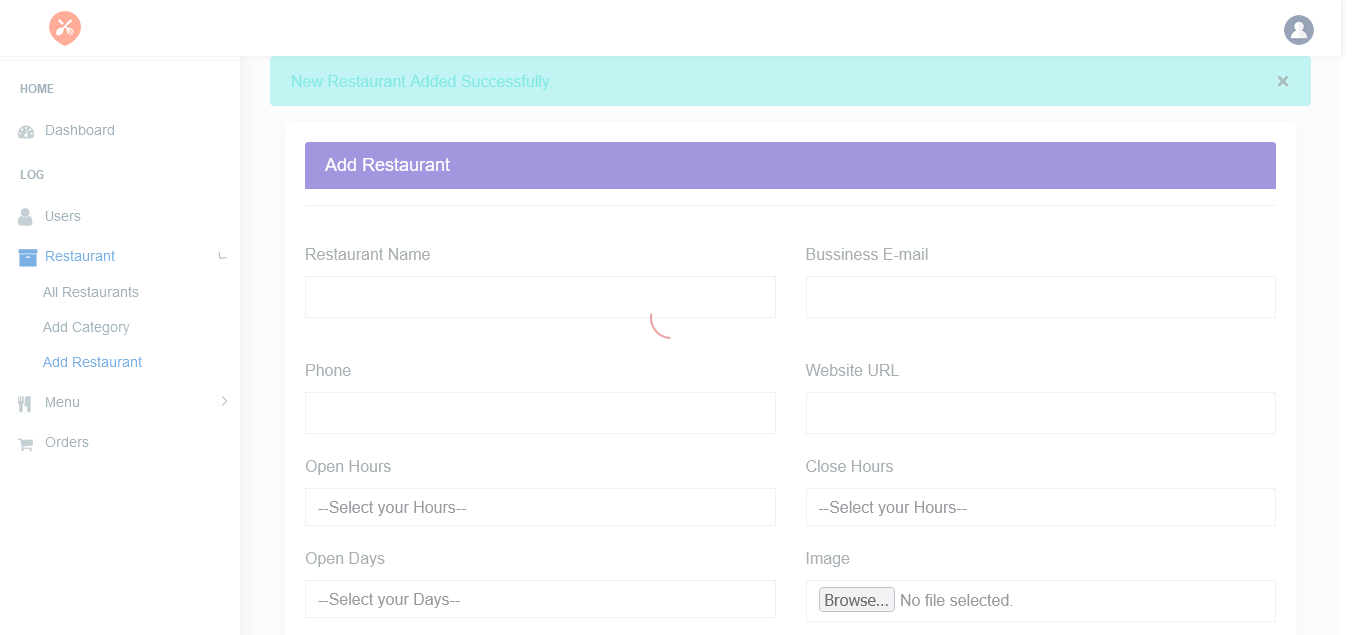 New Restaurant Added Successfully.
×
HOME
Dashboard
LOG
Users
Restaurant
All Restaurants
Add Category
Add Restaurant
Menu
Orders
Add Restaurant
Restaurant Name
Bussiness E-mail
Phone
Website URL
Open Hours
Close Hours
--Select your Hours--
--Select your Hours--
Open Days
Image
--Select your Days--
Browse... No file selected.